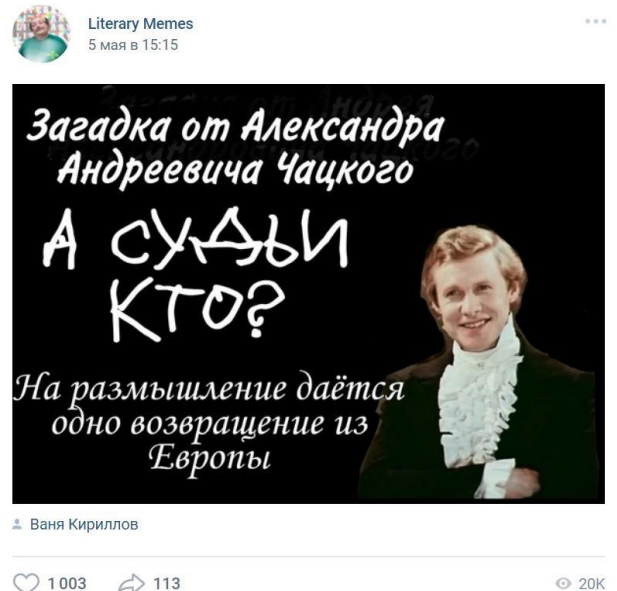 Literary Memes
5 мая в 15:15
Загадка от Александра
Андреевича Чацкого
А СУДЬИ
КТО?
На размышление даётся
одно возвращение из
Европы
Ваня Кириллов
1 003
113
20K